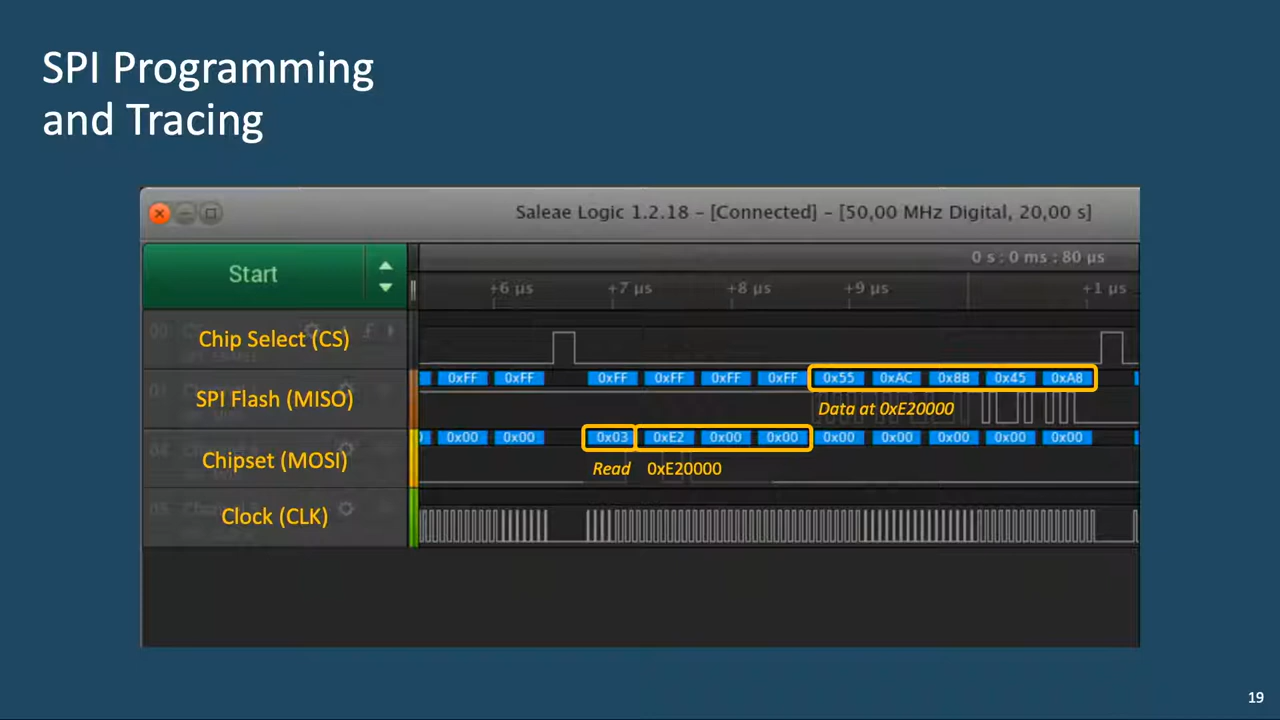 SPI Programming
and Tracing
Saleae Logic 1.2.18 – [Connected] – [50,00 MHz Digital, 20,00 s]
Start
0 s : 0 ms : 80 µs
+6 µs +7 µs +8 µs +9 µs +1 µs
Chip Select (CS)
0xFF 0xFF 0xFF 0xFF 0xFF 0xFF 0x55 0xAC 0x8B 0x45 0xA8
SPI Flash (MISO)
Data at 0xE20000
0x00 0x00 0x03 0xE2 0x00 0x00 0x00 0x00 0x00 0x00 0x00
Chipset (MOSI)
Read 0xE20000
Clock (CLK)
19